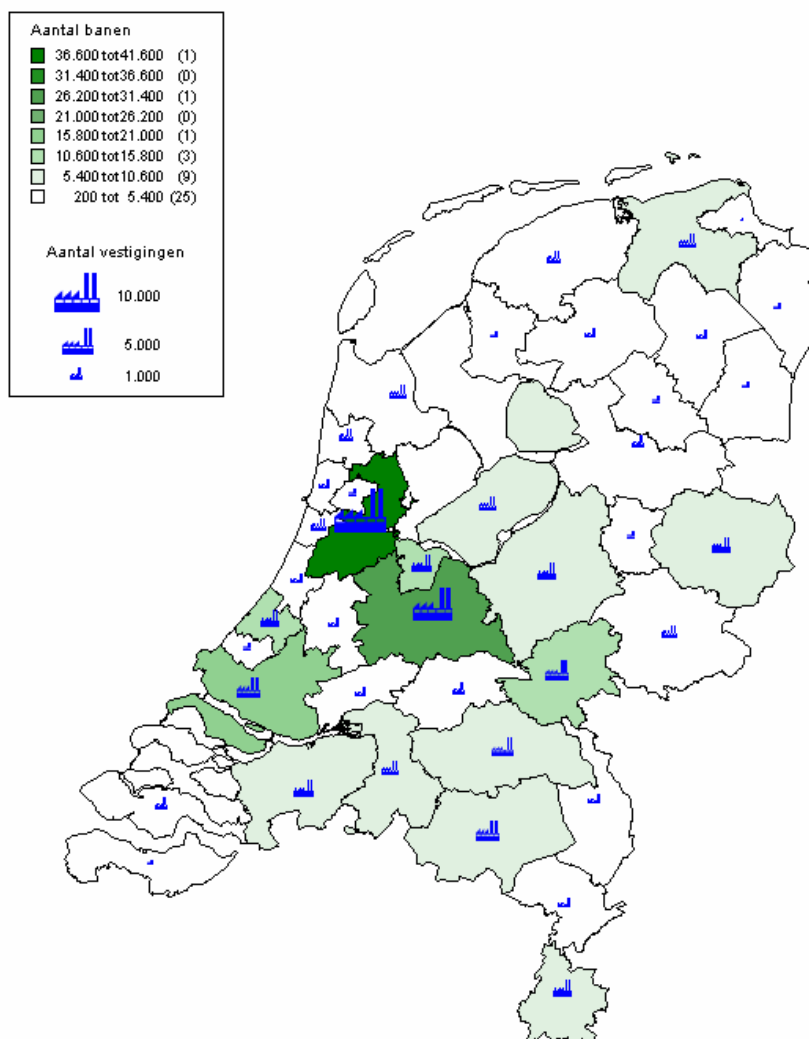 Aantal banen
36.600 tot 41.600 (1)
31.400 tot 36.600 (0)
26.200 tot 31.400 (1)
21.000 tot 26.200 (0)
15.800 tot 21.000 (1)
10.600 tot 15.800 (3)
5.400 tot 10.600 (9)
200 tot 5.400 (25)
Aantal vestigingen
10.000
5.000
1.000